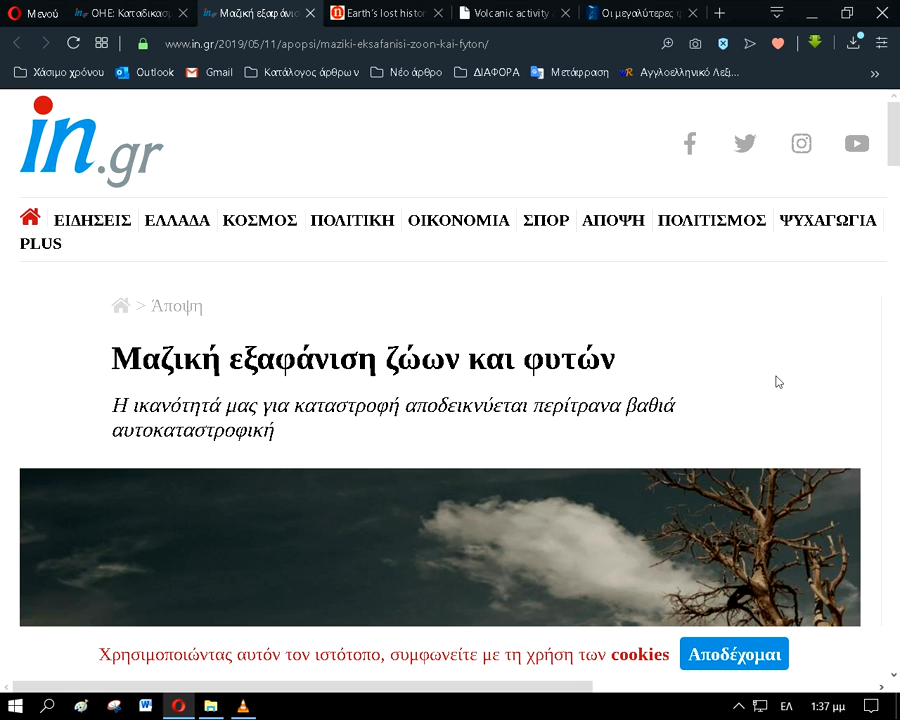 Μενού
in ΟΗΕ: Καταδικασ
in Μαζική εξαφάνισ
Earth's lost histor
Volcanic activity
Οι μεγαλύτερες
www.in.gr/2019/05/11/apopsi/maziki-eksafanisi-zoon-kai-fyton/
Χάσιμο χρόνου Outlook Gmail Κατάλογος άρθρων Νέο άρθρο ΔΙΑΦΟΡΑ Μετάφραση Αγγλοελληνικό Λεξι...
in.gr
ΕΙΔΗΣΕΙΣ ΕΛΛΑΔΑ ΚΟΣΜΟΣ ΠΟΛΙΤΙΚΗ ΟΙΚΟΝΟΜΙΑ ΣΠΟΡ ΑΠΟΨΗ ΠΟΛΙΤΙΣΜΟΣ ΨΥΧΑΓΩΓΙΑ
PLUS
> Άποψη
Μαζική εξαφάνιση ζώων και φυτών
Η ικανότητά μας για καταστροφή αποδεικνύεται περίτρανα βαθιά
αυτοκαταστροφική
Χρησιμοποιώντας αυτόν τον ιστότοπο, συμφωνείτε με τη χρήση των cookies Αποδέχομαι
ΕΛ 1:37 μμ